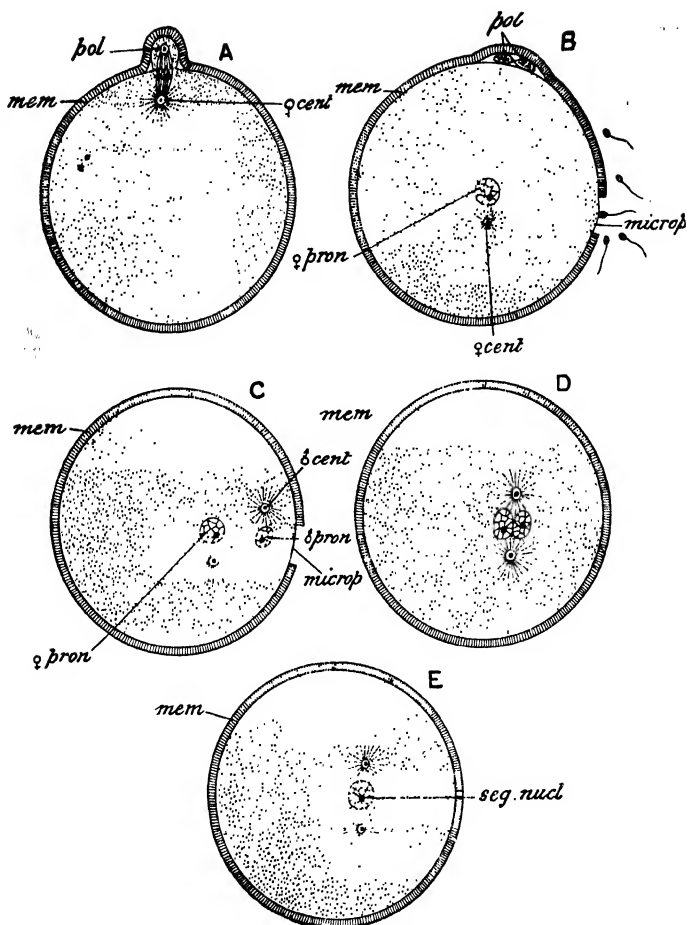 A
pol
mem
♀cent
B
pol
mem
microp
♀pron
♀cent
C
mem
♂cent
♂pron
microp
♀pron
D
mem
E
mem
seg.nucl